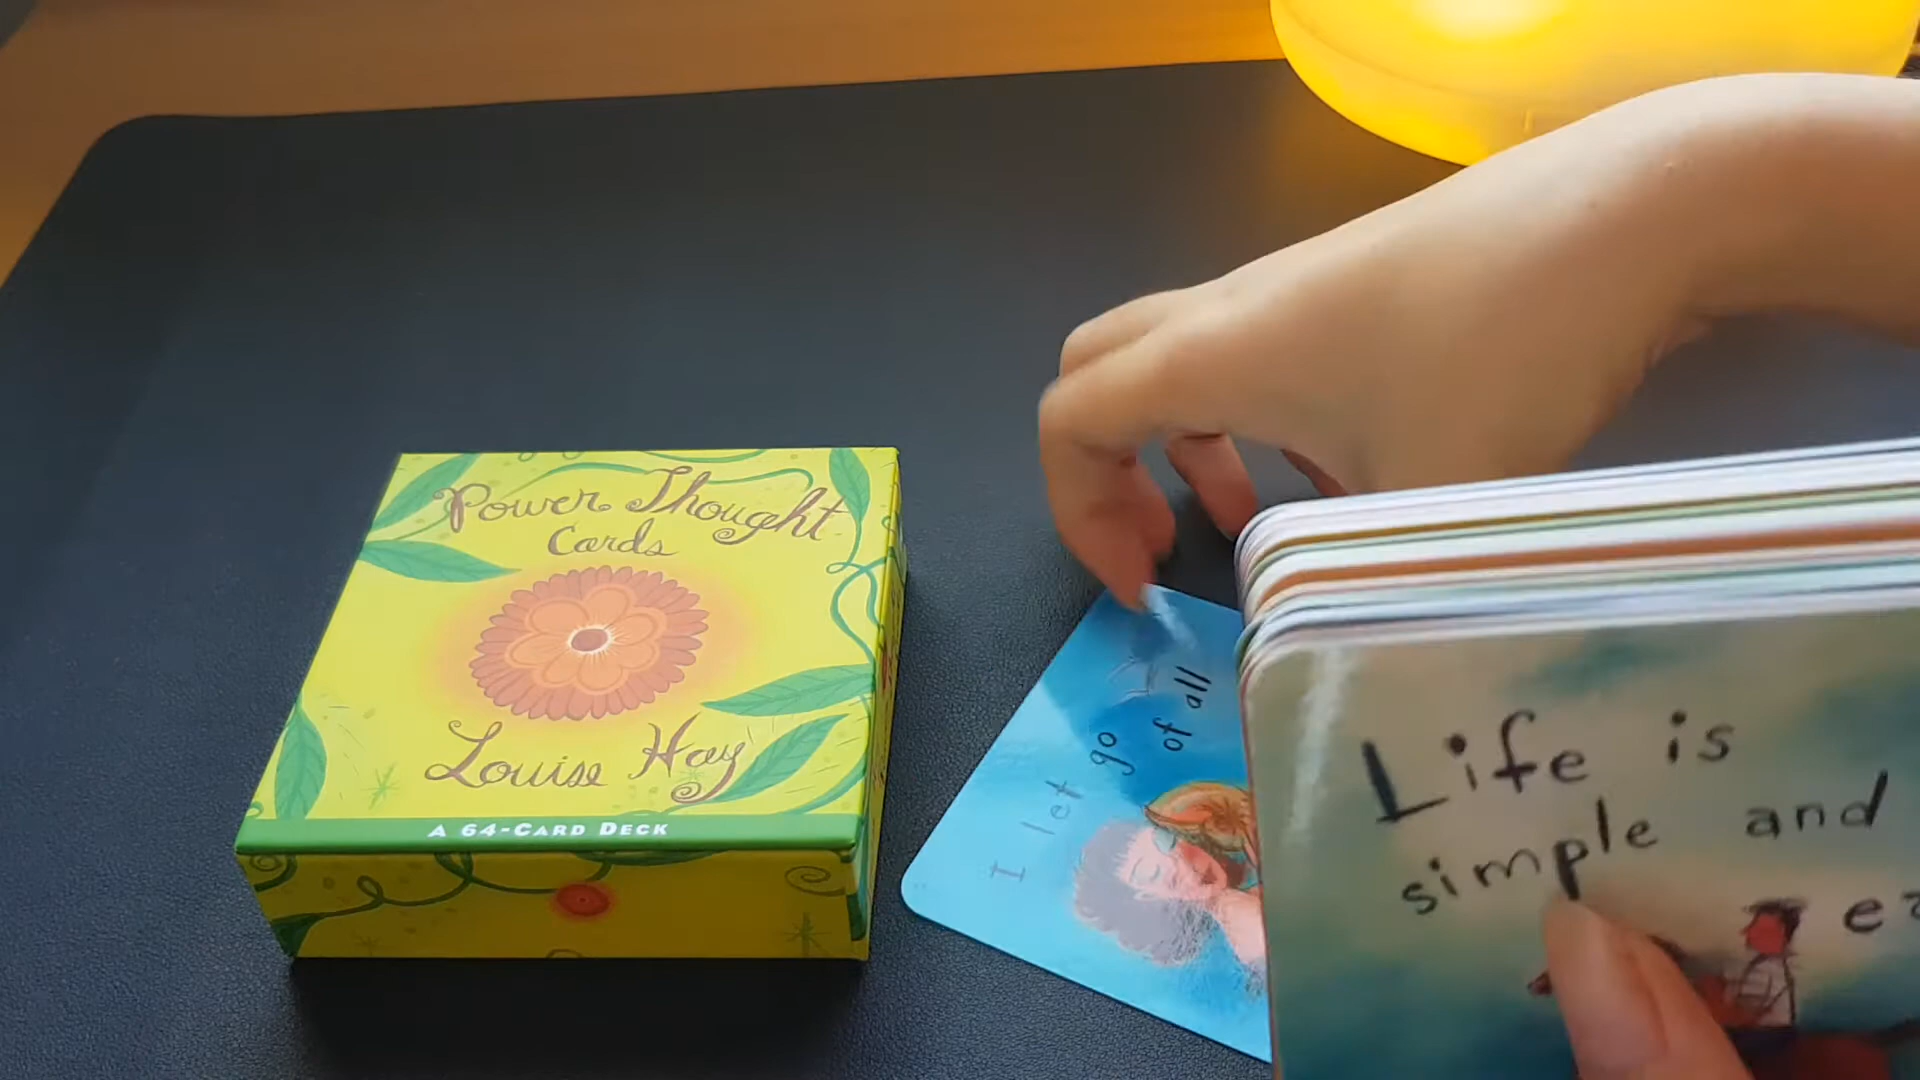 Power Thought
Cards
Louise Hay
A 64-CARD DECK
I let
go
of all
Life is
simple and